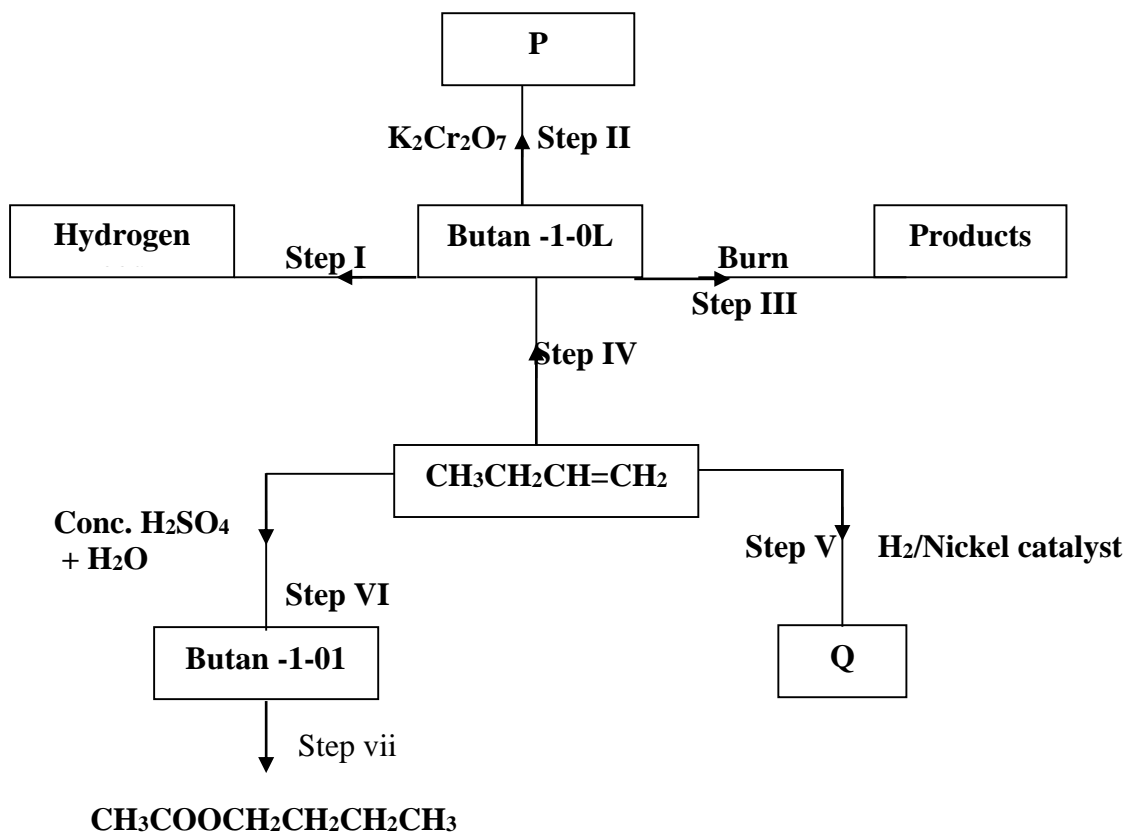 P
K₂Cr₂O₇ Step II
Hydrogen
Step I
Butan -1-0L
Burn
Step III
Products
Step IV
CH₃CH₂CH=CH₂
Conc. H₂SO₄
+ H₂O
Step VI
Step V
H₂/Nickel catalyst
Butan -1-01
Q
Step vii
CH₃COOCH₂CH₂CH₂CH₃